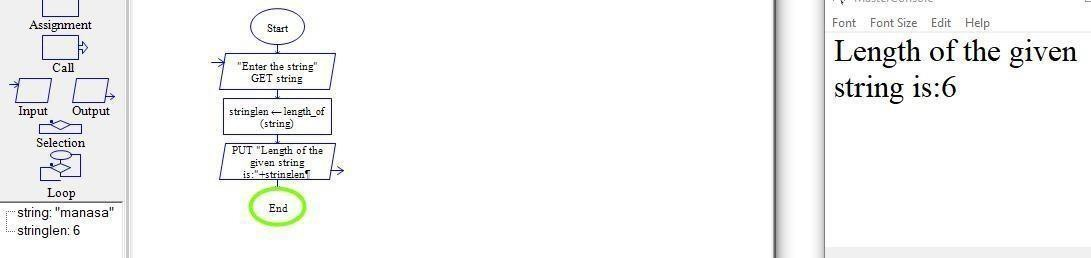 Assignment
Call
Input Output
Selection
Loop
string: "manasa"
stringlen: 6
Start
"Enter the string"
GET string
stringlen ← length_of
(string)
PUT "Length of the
given string
is:"+stringlen¶
End
MasterConsole
Font Font Size Edit Help
Length of the given
string is:6